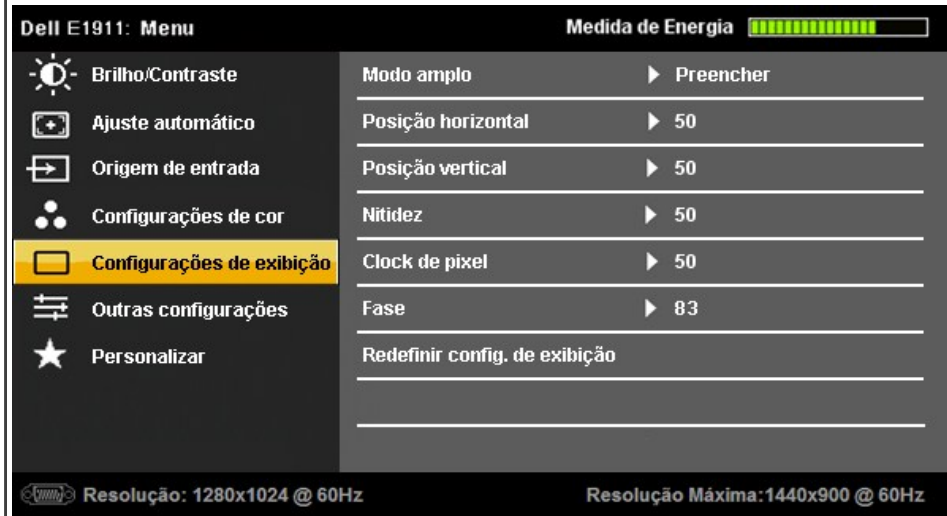 Dell E1911: Menu
Medida de Energia
Brilho/Contraste
Ajuste automático
Origem de entrada
Configurações de cor
Configurações de exibição
Outras configurações
Personalizar
Modo amplo Preencher
Posição horizontal 50
Posição vertical 50
Nitidez 50
Clock de pixel 50
Fase 83
Redefinir config. de exibição
Resolução: 1280x1024 @ 60Hz
Resolução Máxima:1440x900 @ 60Hz